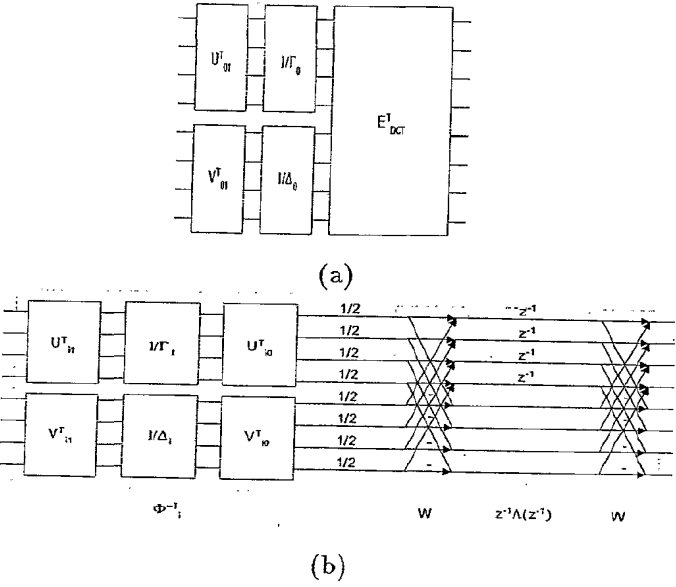 U^T_01 1/Γ_0
E^T_DCT
V^T_01 1/Δ_0
(a)
1/2 z^-1
1/2 z^-1
U^T_i1 1/Γ_i U^T_i0 1/2 z^-1
1/2 z^-1
1/2
V^T_i1 1/Δ_i V^T_i0 1/2
1/2
1/2
Φ^-1_i W z^-1Λ(z^-1) W
(b)